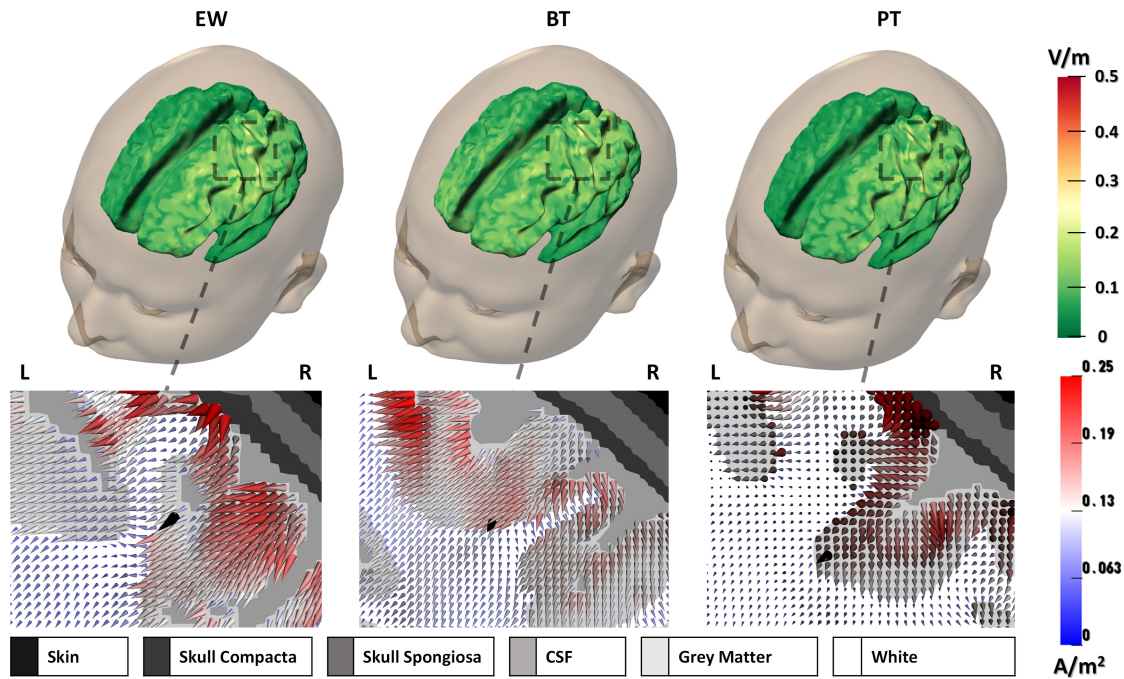 EW BT PT
V/m
0.5
0.4
0.3
0.2
0.1
0
L R L R L R
0.25
0.19
0.13
0.063
0
A/m²
Skin Skull Compacta Skull Spongiosa CSF Grey Matter White